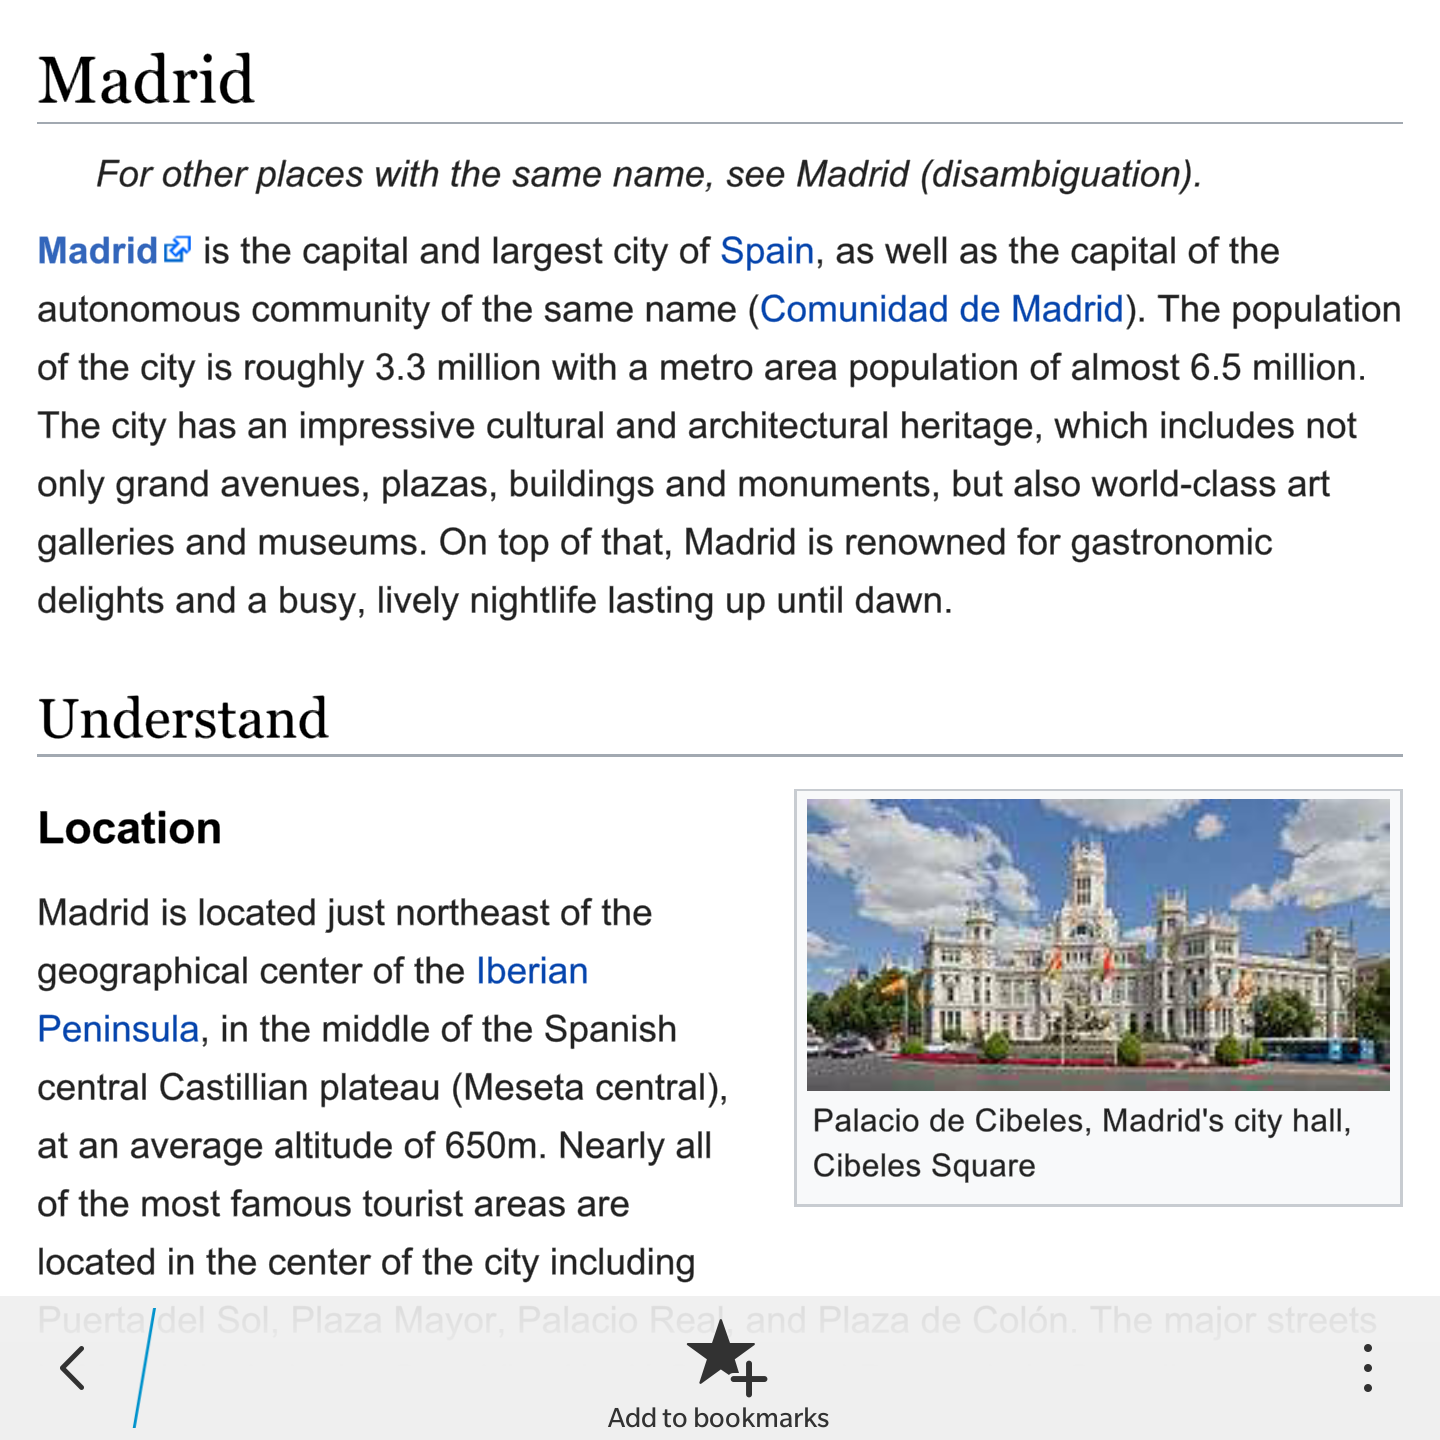 Madrid
For other places with the same name, see Madrid (disambiguation).
Madrid is the capital and largest city of Spain, as well as the capital of the
autonomous community of the same name (Comunidad de Madrid). The population
of the city is roughly 3.3 million with a metro area population of almost 6.5 million.
The city has an impressive cultural and architectural heritage, which includes not
only grand avenues, plazas, buildings and monuments, but also world-class art
galleries and museums. On top of that, Madrid is renowned for gastronomic
delights and a busy, lively nightlife lasting up until dawn.
Understand
Location
Madrid is located just northeast of the
geographical center of the Iberian
Peninsula, in the middle of the Spanish
central Castillian plateau (Meseta central),
at an average altitude of 650m. Nearly all
of the most famous tourist areas are
located in the center of the city including
Puerta del Sol, Plaza Mayor, Palacio Real, and Plaza de Colón. The major streets
Palacio de Cibeles, Madrid's city hall,
Cibeles Square
Add to bookmarks